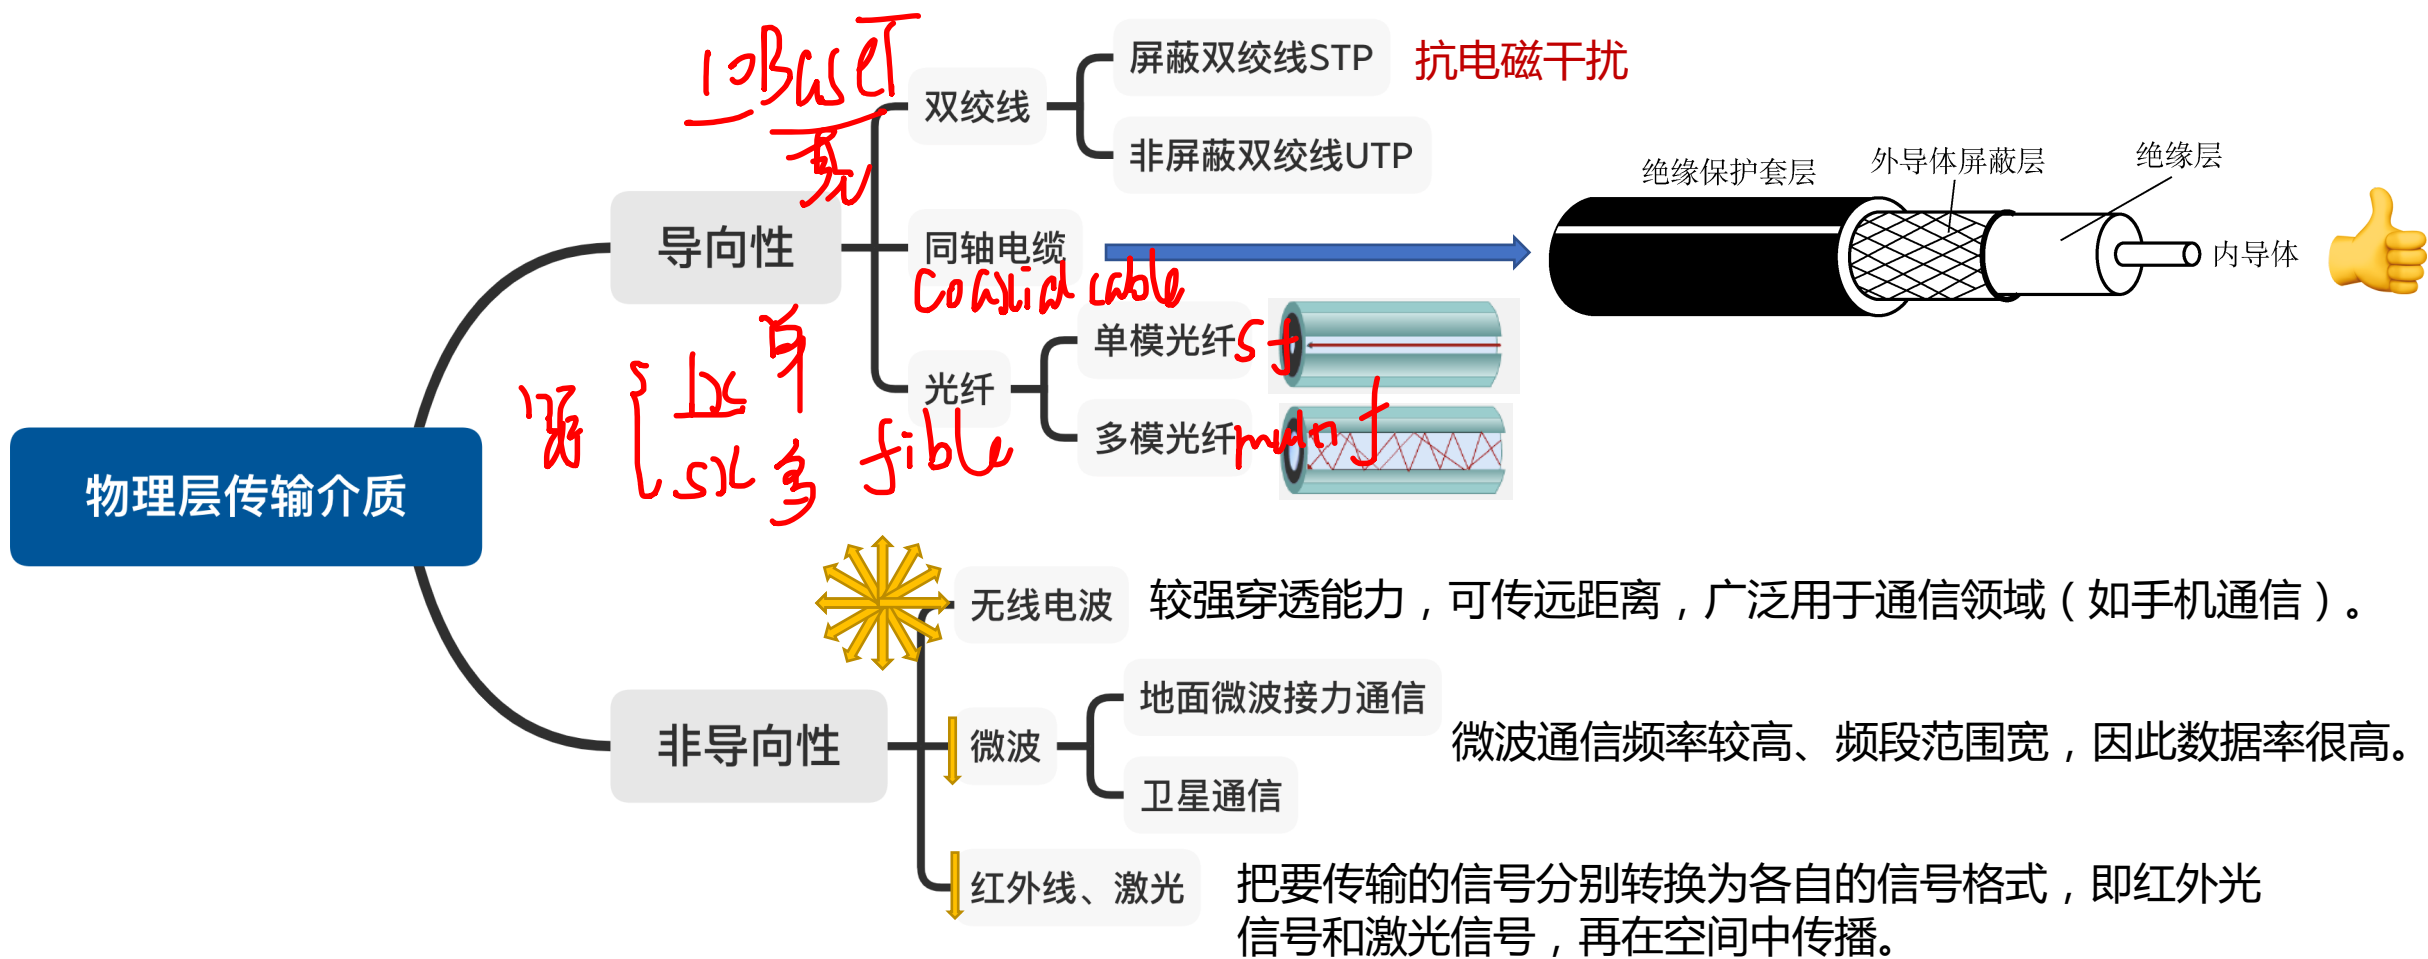 10BaseT
屏蔽双绞线STP
抗电磁干扰
双绞线
非屏蔽双绞线UTP
绝缘保护套层
外导体屏蔽层
绝缘层
内导体
导向性
同轴电缆
coaxial cable
单模光纤
sf
光纤
lx 单
多模光纤
f
sx 多
fible
物理层传输介质
无线电波
较强穿透能力，可传远距离，广泛用于通信领域（如手机通信）。
地面微波接力通信
非导向性
微波
微波通信频率较高、频段范围宽，因此数据率很高。
卫星通信
红外线、激光
把要传输的信号分别转换为各自的信号格式，即红外光
信号和激光信号，再在空间中传播。